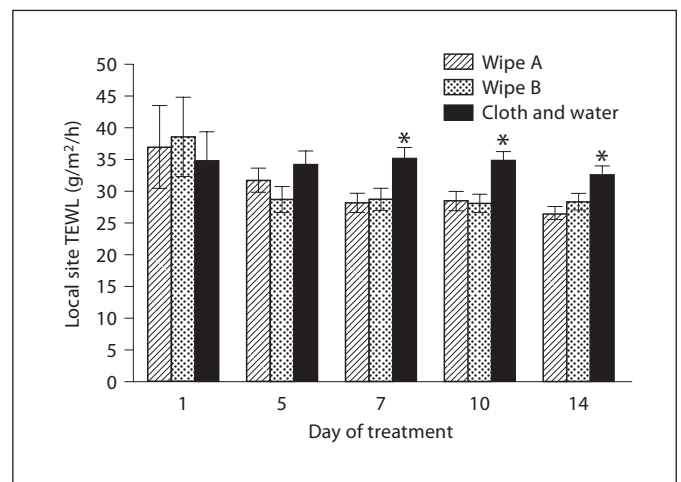 Wipe A
Wipe B
Cloth and water
Local site TEWL (g/m²/h)
50
45
40
35
30
25
20
15
10
5
0
*
*
*
1 5 7 10 14
Day of treatment